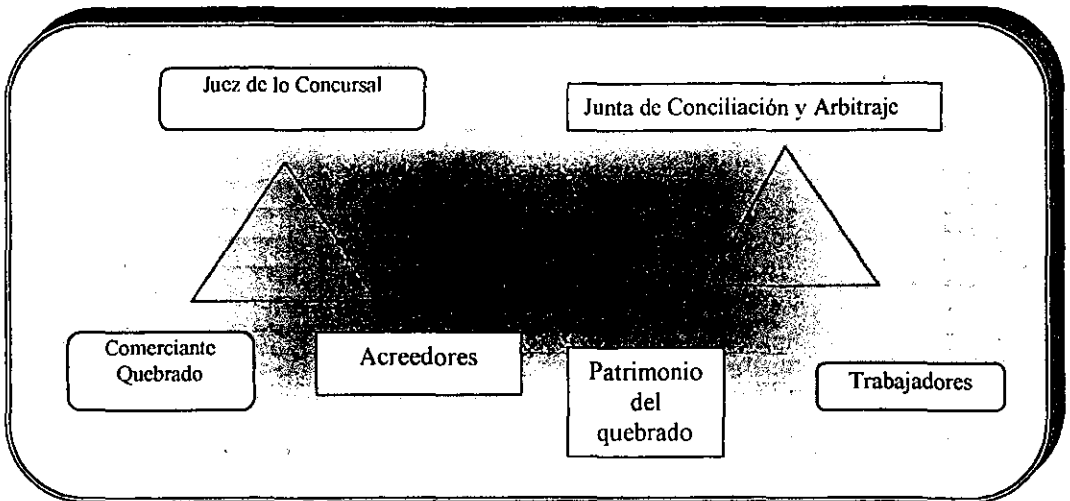 Juez de lo Concursal
Junta de Conciliación y Arbitraje
Comerciante
Quebrado
Acreedores
Patrimonio
del
quebrado
Trabajadores